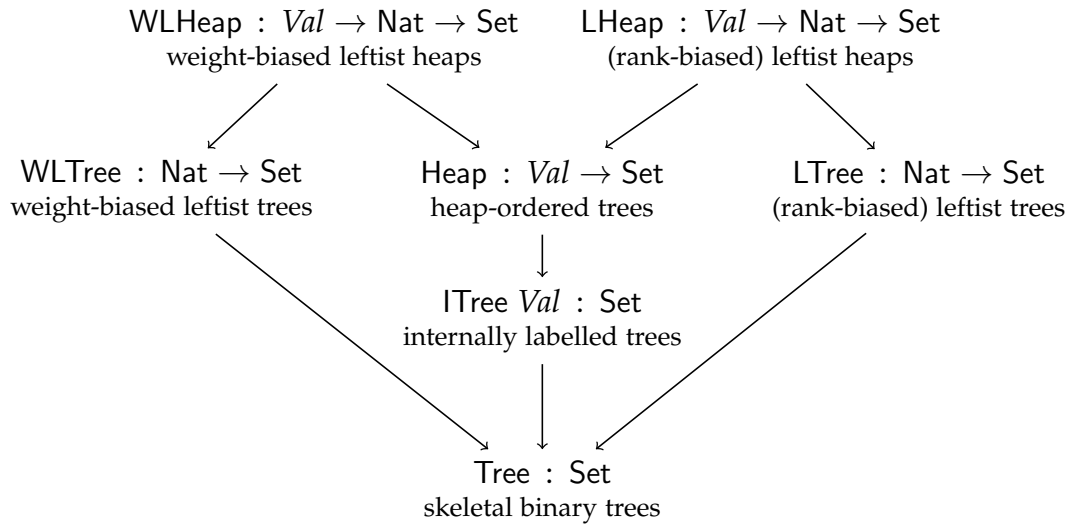 WLHeap : Val → Nat → Set
weight-biased leftist heaps
LHeap : Val → Nat → Set
(rank-biased) leftist heaps
WLTree : Nat → Set
weight-biased leftist trees
Heap : Val → Set
heap-ordered trees
LTree : Nat → Set
(rank-biased) leftist trees
ITree Val : Set
internally labelled trees
Tree : Set
skeletal binary trees